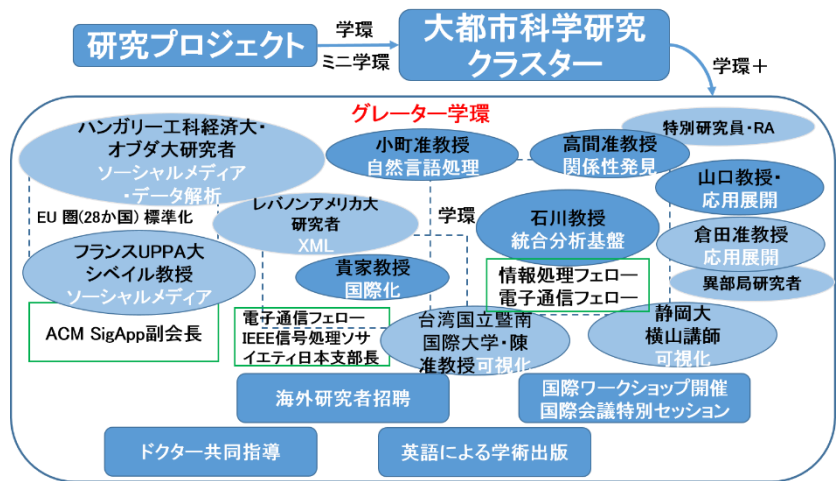 研究プロジェクト
学環
ミニ学環
大都市科学研究
クラスター
学環＋
グレーター学環
ハンガリー工科経済大・
オブダ大研究者
ソーシャルメディア
・データ解析
小町准教授
自然言語処理
高間准教授
関係性発見
特別研究員・RA
山口教授・
応用展開
EU 圏(28か国) 標準化
レバノンアメリカ大
研究者
XML
学環
石川教授
統合分析基盤
倉田准教授
応用展開
フランスUPPA大
シベイル教授
ソーシャルメディア
貴家教授
国際化
情報処理フェロー
電子通信フェロー
異部局研究者
ACM SigApp副会長
電子通信フェロー
IEEE信号処理ソサ
イエティ日本支部長
台湾国立暨南
国際大学・陳
准教授可視化
静岡大
横山講師
可視化
海外研究者招聘
国際ワークショップ開催
国際会議特別セッション
ドクター共同指導
英語による学術出版